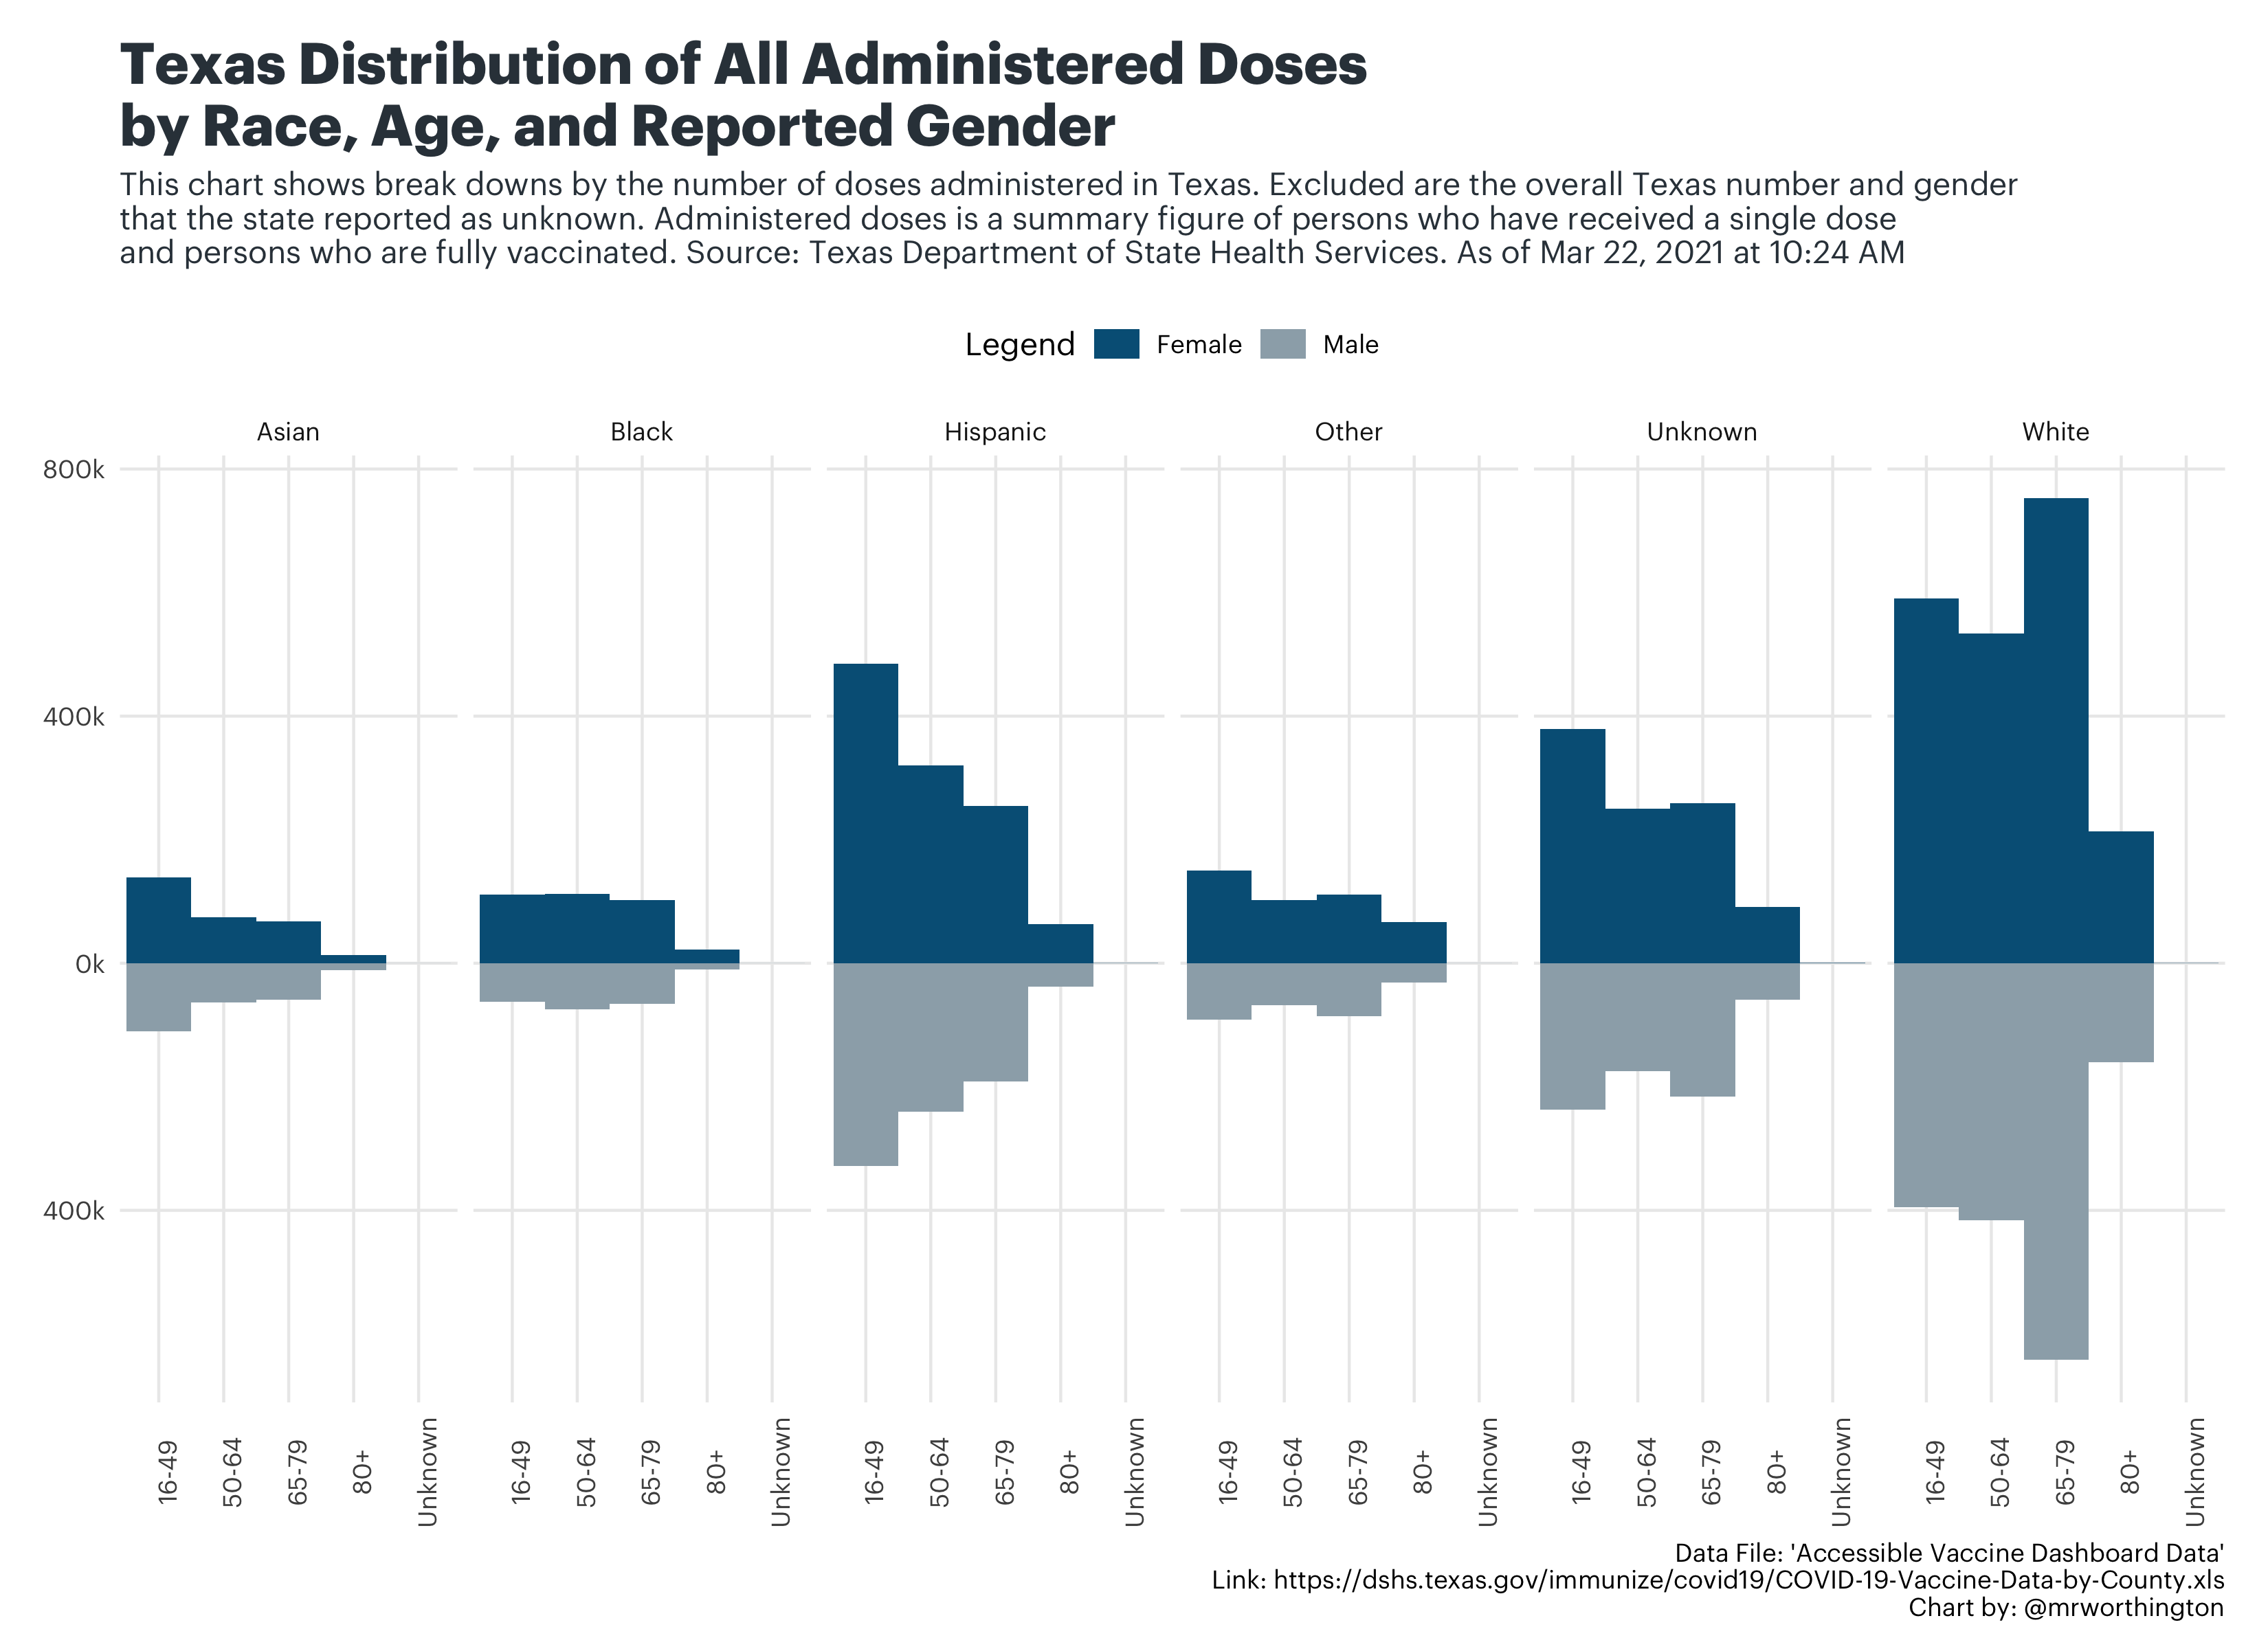 Texas Distribution of All Administered Doses
by Race, Age, and Reported Gender
This chart shows break downs by the number of doses administered in Texas. Excluded are the overall Texas number and gender
that the state reported as unknown. Administered doses is a summary figure of persons who have received a single dose
and persons who are fully vaccinated. Source: Texas Department of State Health Services. As of Mar 22, 2021 at 10:24 AM
Legend Female Male
Asian Black Hispanic Other Unknown White
800k
400k
0k
400k
16-49 50-64 65-79 80+ Unknown 16-49 50-64 65-79 80+ Unknown 16-49 50-64 65-79 80+ Unknown 16-49 50-64 65-79 80+ Unknown 16-49 50-64 65-79 80+ Unknown 16-49 50-64 65-79 80+ Unknown
Data File: 'Accessible Vaccine Dashboard Data'
Link: https://dshs.texas.gov/immunize/covid19/COVID-19-Vaccine-Data-by-County.xls
Chart by: @mrworthington